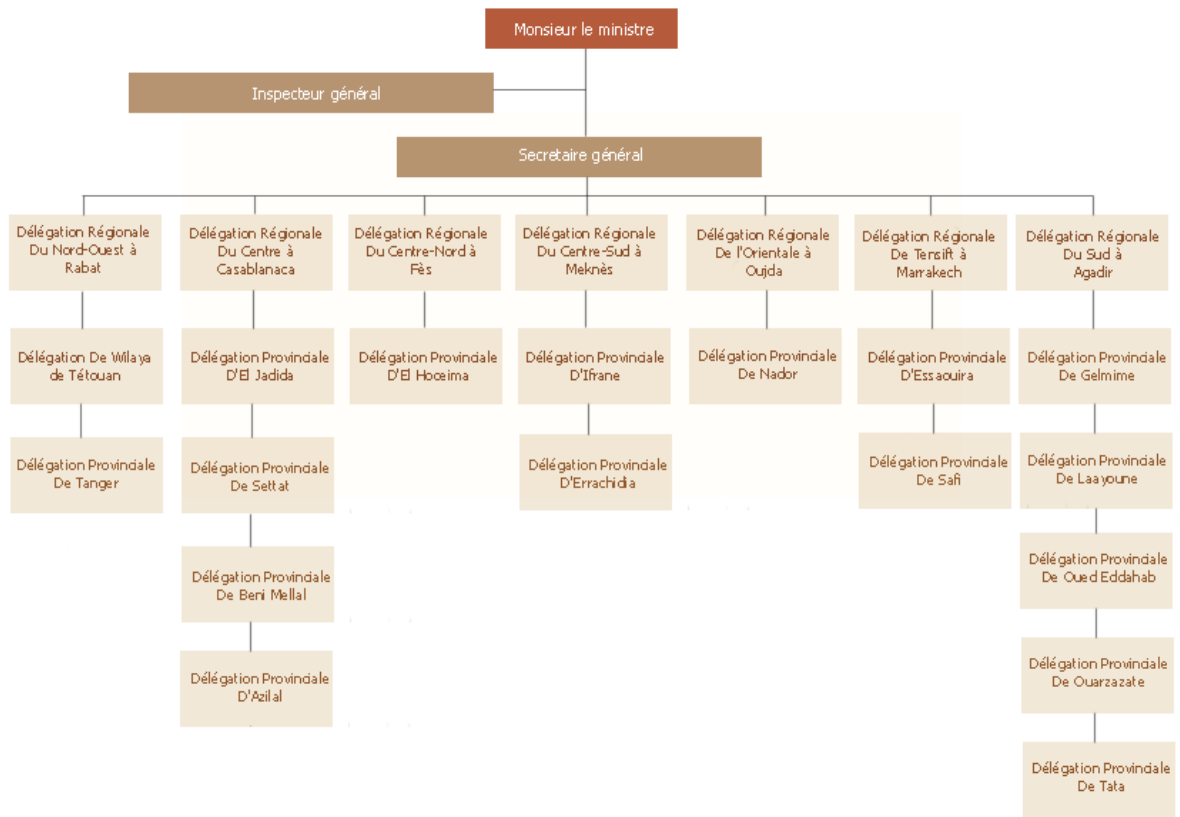 Monsieur le ministre
Inspecteur général
Secretaire général
Délégation Régionale
Du Nord-Ouest à
Rabat
Délégation Régionale
Du Centre à
Casablanaca
Délégation Régionale
Du Centre-Nord à
Fès
Délégation Régionale
Du Centre-Sud à
Meknès
Délégation Régionale
De l'Orientale à
Oujda
Délégation Régionale
De Tensift à
Marrakech
Délégation Régionale
Du Sud à
Agadir
Délégation De Wilaya
de Tétouan
Délégation Provinciale
D'El Jadida
Délégation Provinciale
D'El Hoceima
Délégation Provinciale
D'Ifrane
Délégation Provinciale
De Nador
Délégation Provinciale
D'Essaouira
Délégation Provinciale
De Gelmime
Délégation Provinciale
De Tanger
Délégation Provinciale
De Settat
Délégation Provinciale
D'Errachidia
Délégation Provinciale
De Safi
Délégation Provinciale
De Laayoune
Délégation Provinciale
De Beni Mellal
Délégation Provinciale
De Oued Eddahab
Délégation Provinciale
D'Azilal
Délégation Provinciale
De Ouarzazate
Délégation Provinciale
De Tata